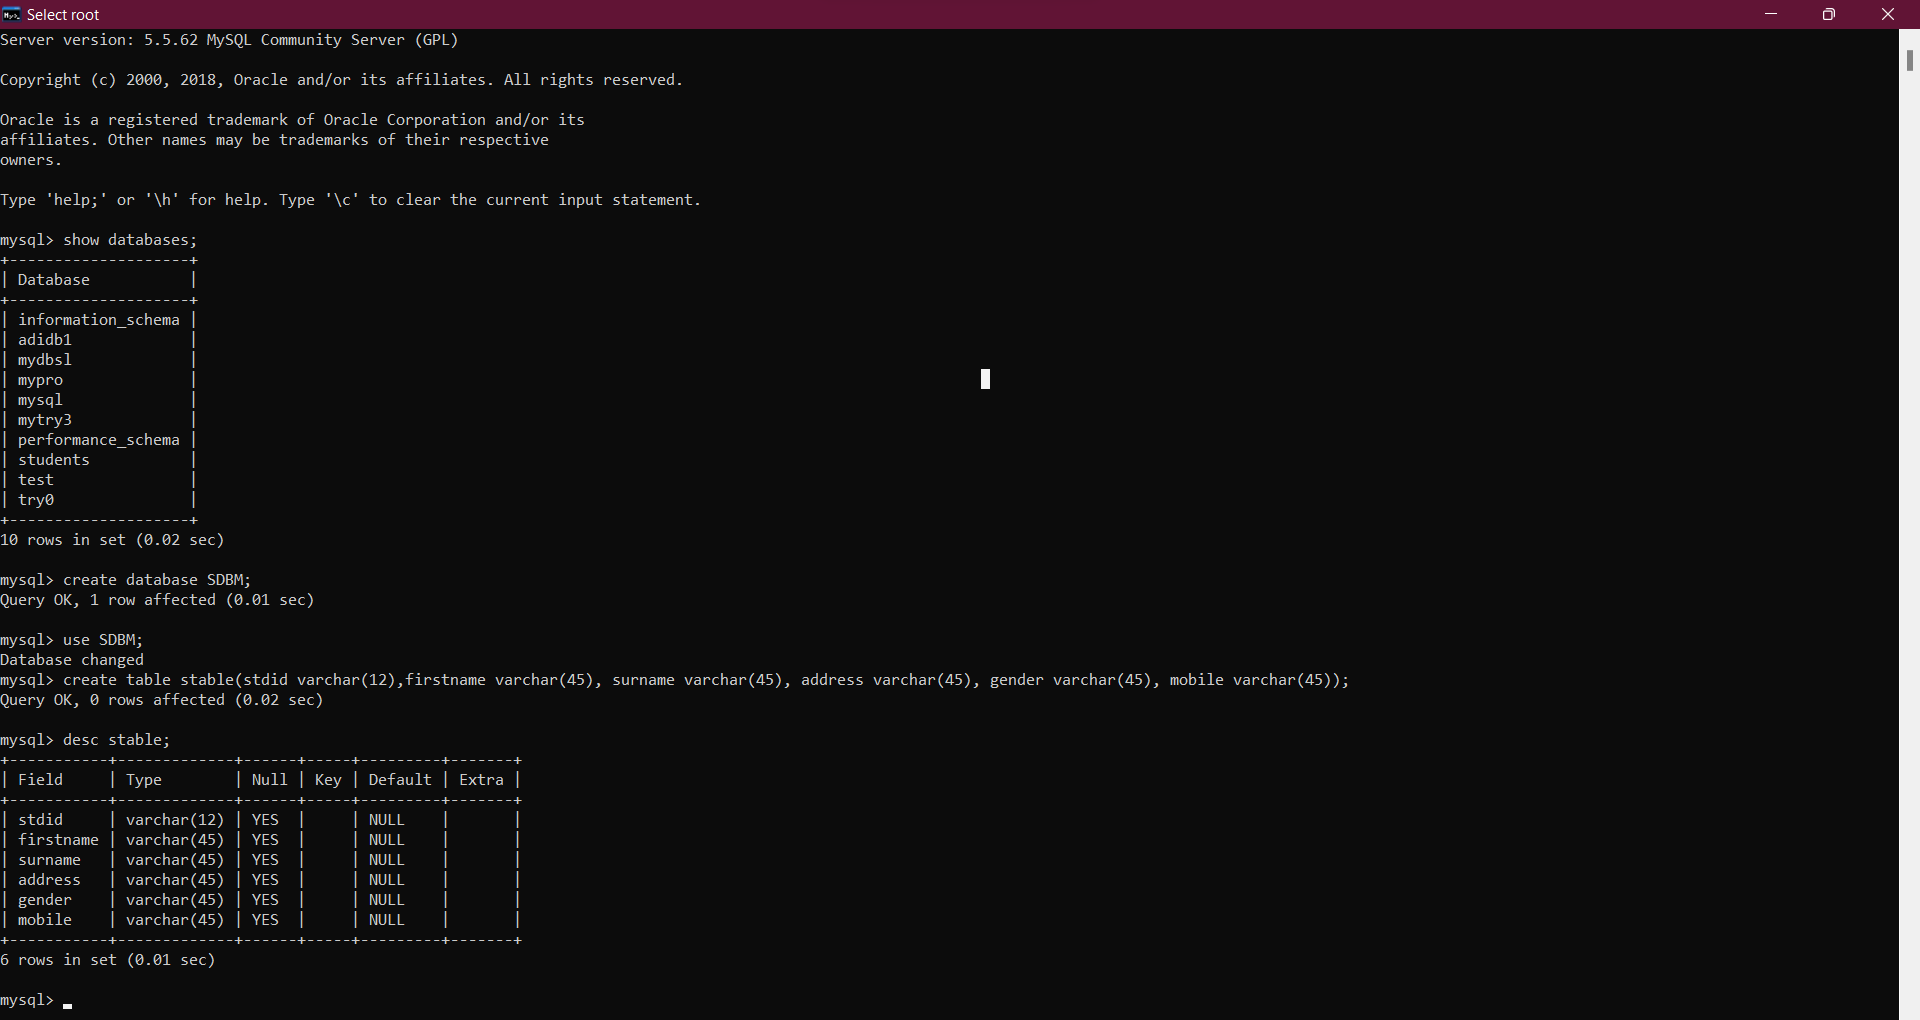 Select root
Server version: 5.5.62 MySQL Community Server (GPL)
Copyright (c) 2000, 2018, Oracle and/or its affiliates. All rights reserved.
Oracle is a registered trademark of Oracle Corporation and/or its
affiliates. Other names may be trademarks of their respective
owners.
Type 'help;' or '\h' for help. Type '\c' to clear the current input statement.
mysql> show databases;
+--------------------+
| Database           |
+--------------------+
| information_schema |
| adidb1             |
| mydbsl             |
| mypro              |
| mysql              |
| mytry3             |
| performance_schema |
| students           |
| test               |
| try0               |
+--------------------+
10 rows in set (0.02 sec)
mysql> create database SDBM;
Query OK, 1 row affected (0.01 sec)
mysql> use SDBM;
Database changed
mysql> create table stable(stdid varchar(12),firstname varchar(45), surname varchar(45), address varchar(45), gender varchar(45), mobile varchar(45));
Query OK, 0 rows affected (0.02 sec)
mysql> desc stable;
+-----------+-------------+------+-----+---------+-------+
| Field     | Type        | Null | Key | Default | Extra |
+-----------+-------------+------+-----+---------+-------+
| stdid     | varchar(12) | YES  |     | NULL    |       |
| firstname | varchar(45) | YES  |     | NULL    |       |
| surname   | varchar(45) | YES  |     | NULL    |       |
| address   | varchar(45) | YES  |     | NULL    |       |
| gender    | varchar(45) | YES  |     | NULL    |       |
| mobile    | varchar(45) | YES  |     | NULL    |       |
+-----------+-------------+------+-----+---------+-------+
6 rows in set (0.01 sec)
mysql>